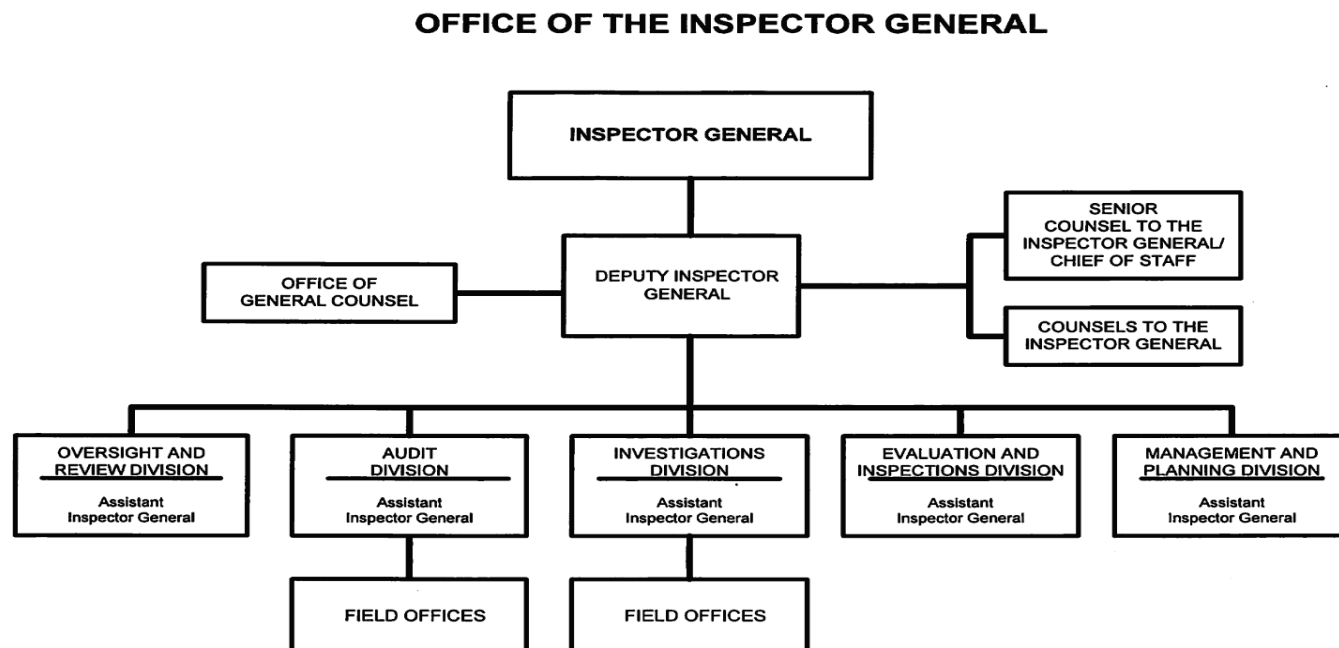 OFFICE OF THE INSPECTOR GENERAL
INSPECTOR GENERAL
SENIOR
COUNSEL TO THE
INSPECTOR GENERAL/
CHIEF OF STAFF
OFFICE OF
GENERAL COUNSEL
DEPUTY INSPECTOR
GENERAL
COUNSELS TO THE
INSPECTOR GENERAL
OVERSIGHT AND
REVIEW DIVISION
Assistant
Inspector General
AUDIT
DIVISION
Assistant
Inspector General
INVESTIGATIONS
DIVISION
Assistant
Inspector General
EVALUATION AND
INSPECTIONS DIVISION
Assistant
Inspector General
MANAGEMENT AND
PLANNING DIVISION
Assistant
Inspector General
FIELD OFFICES
FIELD OFFICES